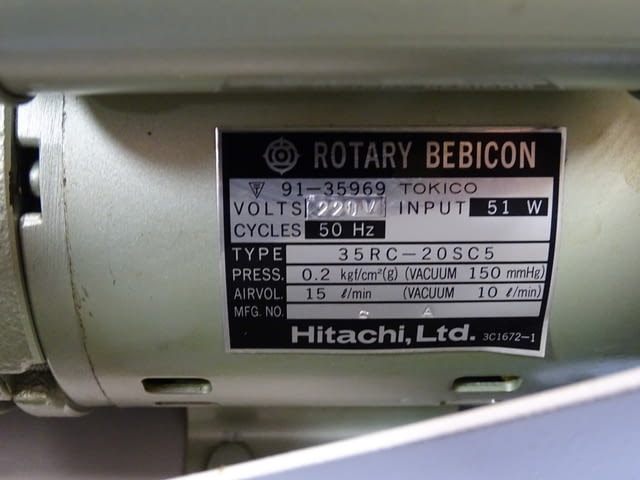 ROTARY BEBICON
91-35969 TOKICO
VOLTS 220V INPUT 51 W
CYCLES 50 Hz
TYPE 35RC-20SC5
PRESS. 0.2 kgf/cm²(g) (VACUUM 150 mmHg)
AIRVOL. 15 ℓ/min (VACUUM 10 ℓ/min)
MFG. NO.
Hitachi, Ltd. 3C1672-1